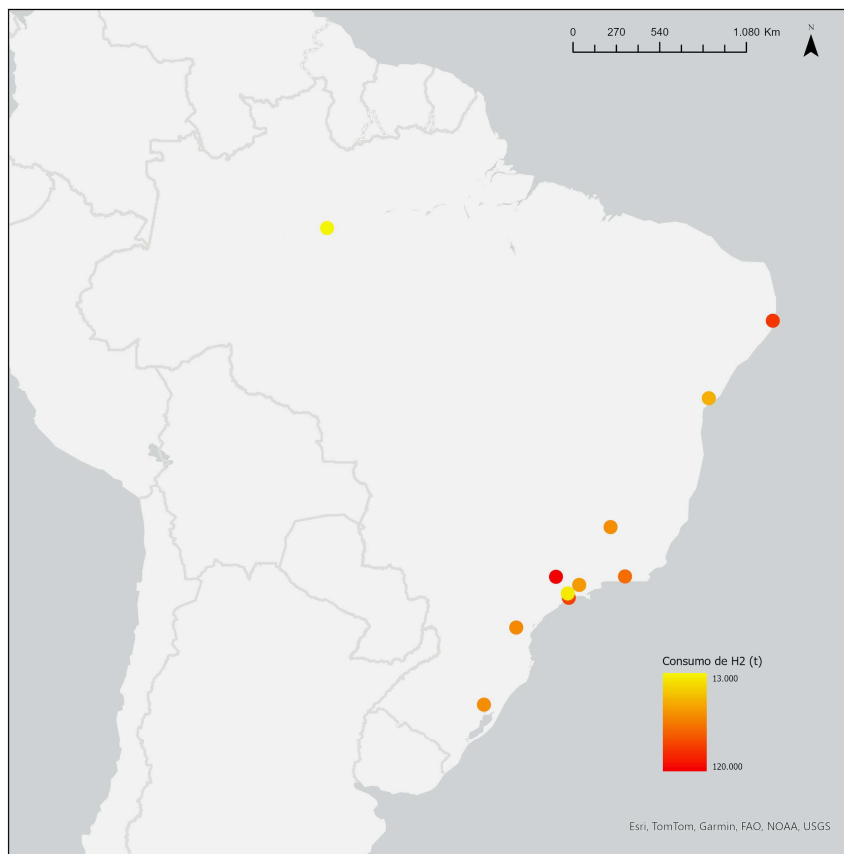 0 270 540 1.080 Km
N
Consumo de H2 (t)
13.000
120.000
Esri, TomTom, Garmin, FAO, NOAA, USGS